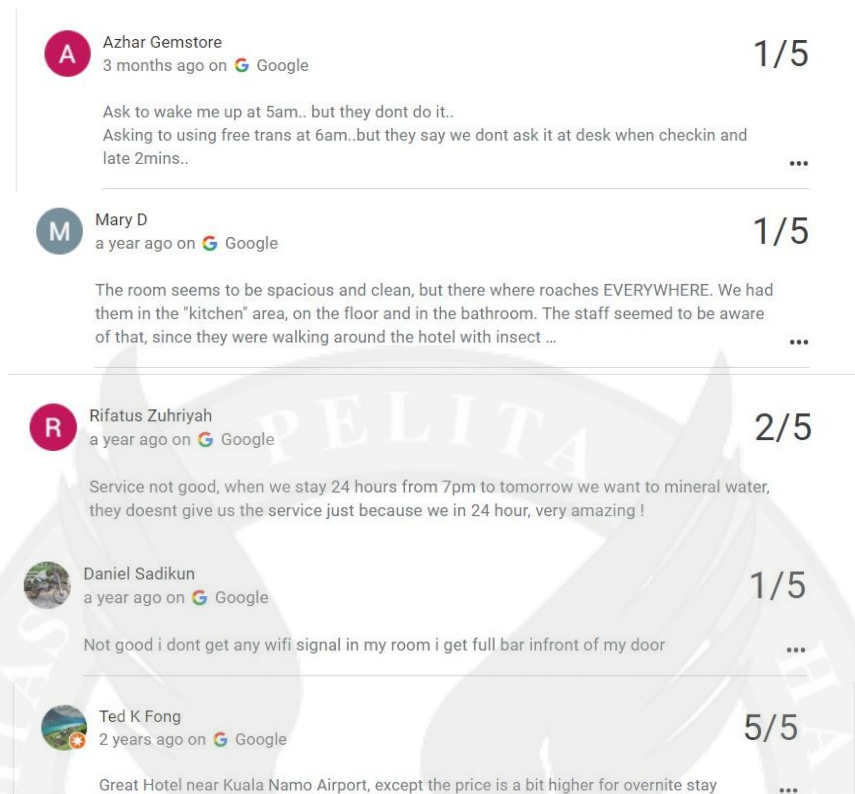 A
Azhar Gemstore
1/5
3 months ago on G Google
Ask to wake me up at 5am.. but they dont do it..
Asking to using free trans at 6am..but they say we dont ask it at desk when checkin and
late 2mins..
M
Mary D
1/5
a year ago on G Google
The room seems to be spacious and clean, but there where roaches EVERYWHERE. We had
them in the "kitchen" area, on the floor and in the bathroom. The staff seemed to be aware
of that, since they were walking around the hotel with insect ...
R
Rifatus Zuhriyah
2/5
a year ago on G Google
PELITA
Service not good, when we stay 24 hours from 7pm to tomorrow we want to mineral water,
they doesnt give us the service just because we in 24 hour, very amazing !
Daniel Sadikun
1/5
a year ago on G Google
Not good i dont get any wifi signal in my room i get full bar infront of my door
Ted K Fong
5/5
2 years ago on G Google
Great Hotel near Kuala Namo Airport, except the price is a bit higher for overnite stay